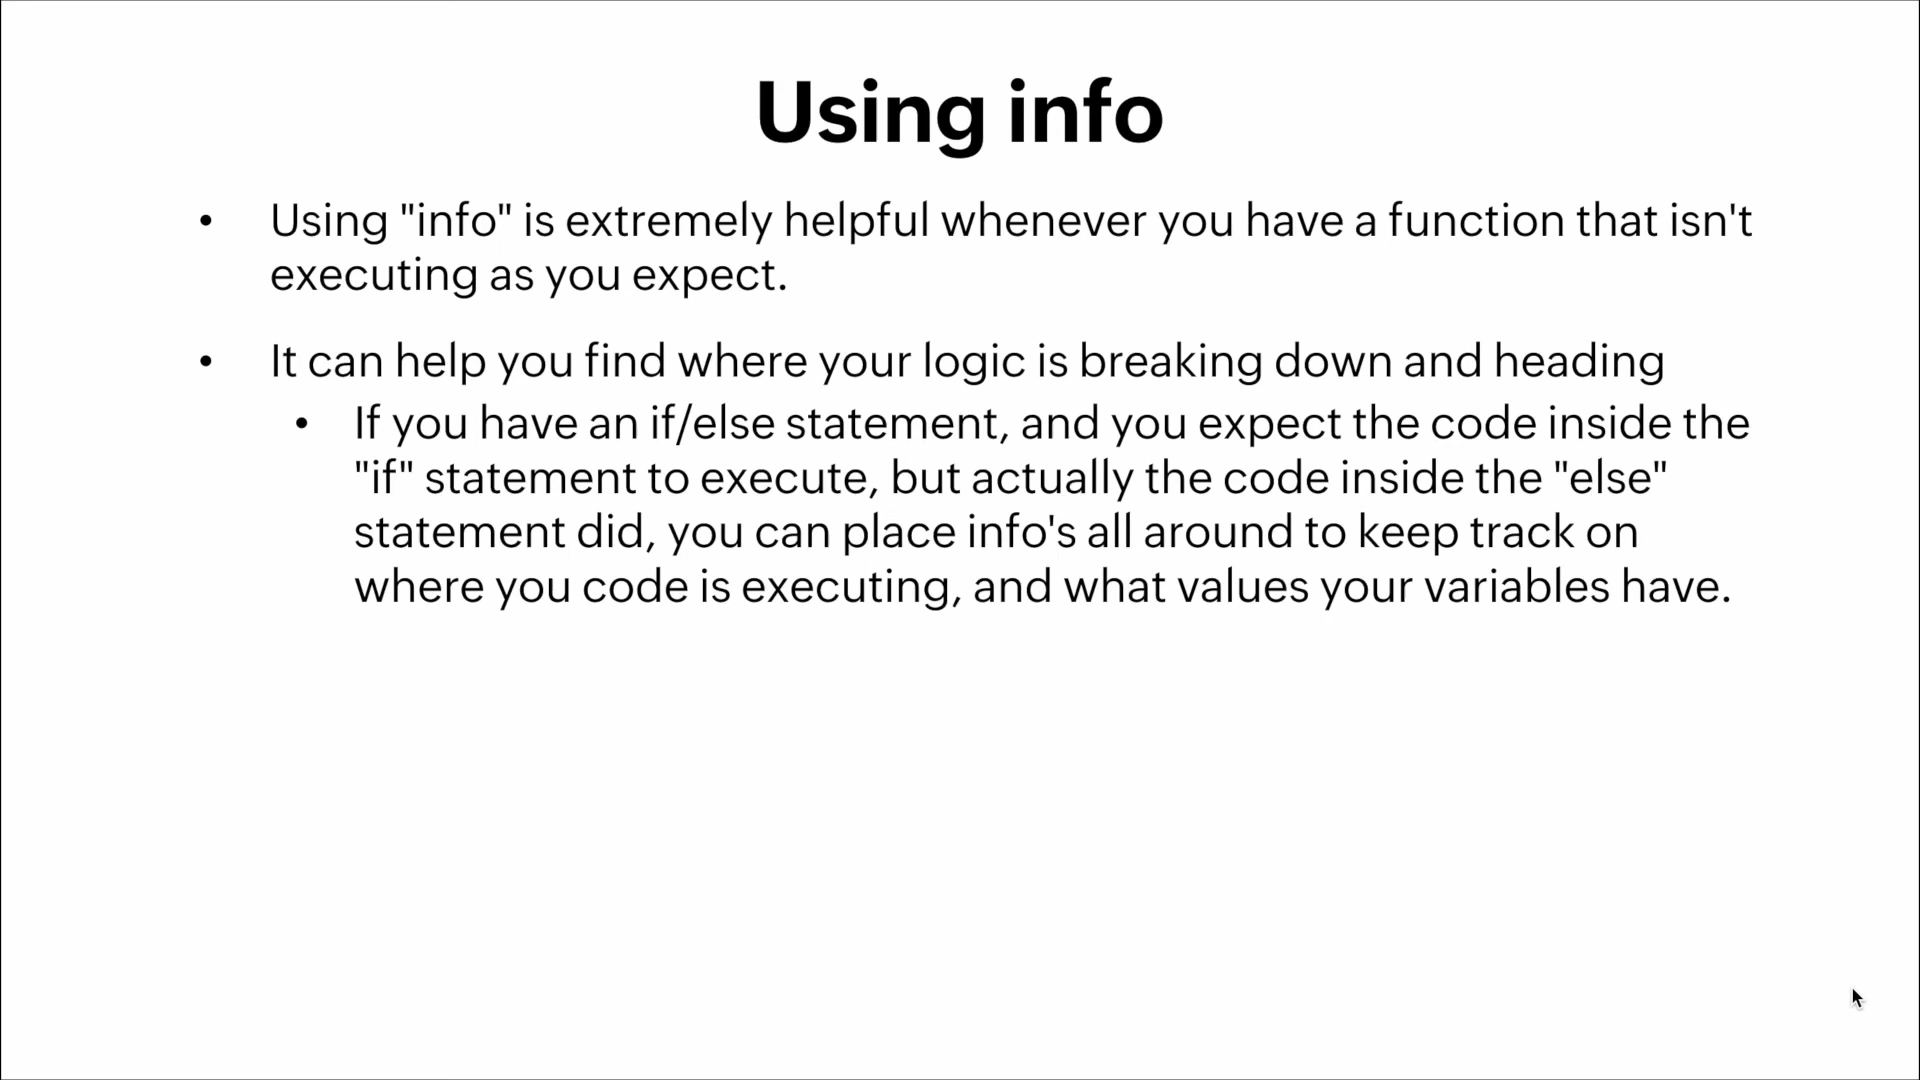 Using info
• Using "info" is extremely helpful whenever you have a function that isn't
executing as you expect.
• It can help you find where your logic is breaking down and heading
• If you have an if/else statement, and you expect the code inside the
"if" statement to execute, but actually the code inside the "else"
statement did, you can place info's all around to keep track on
where you code is executing, and what values your variables have.